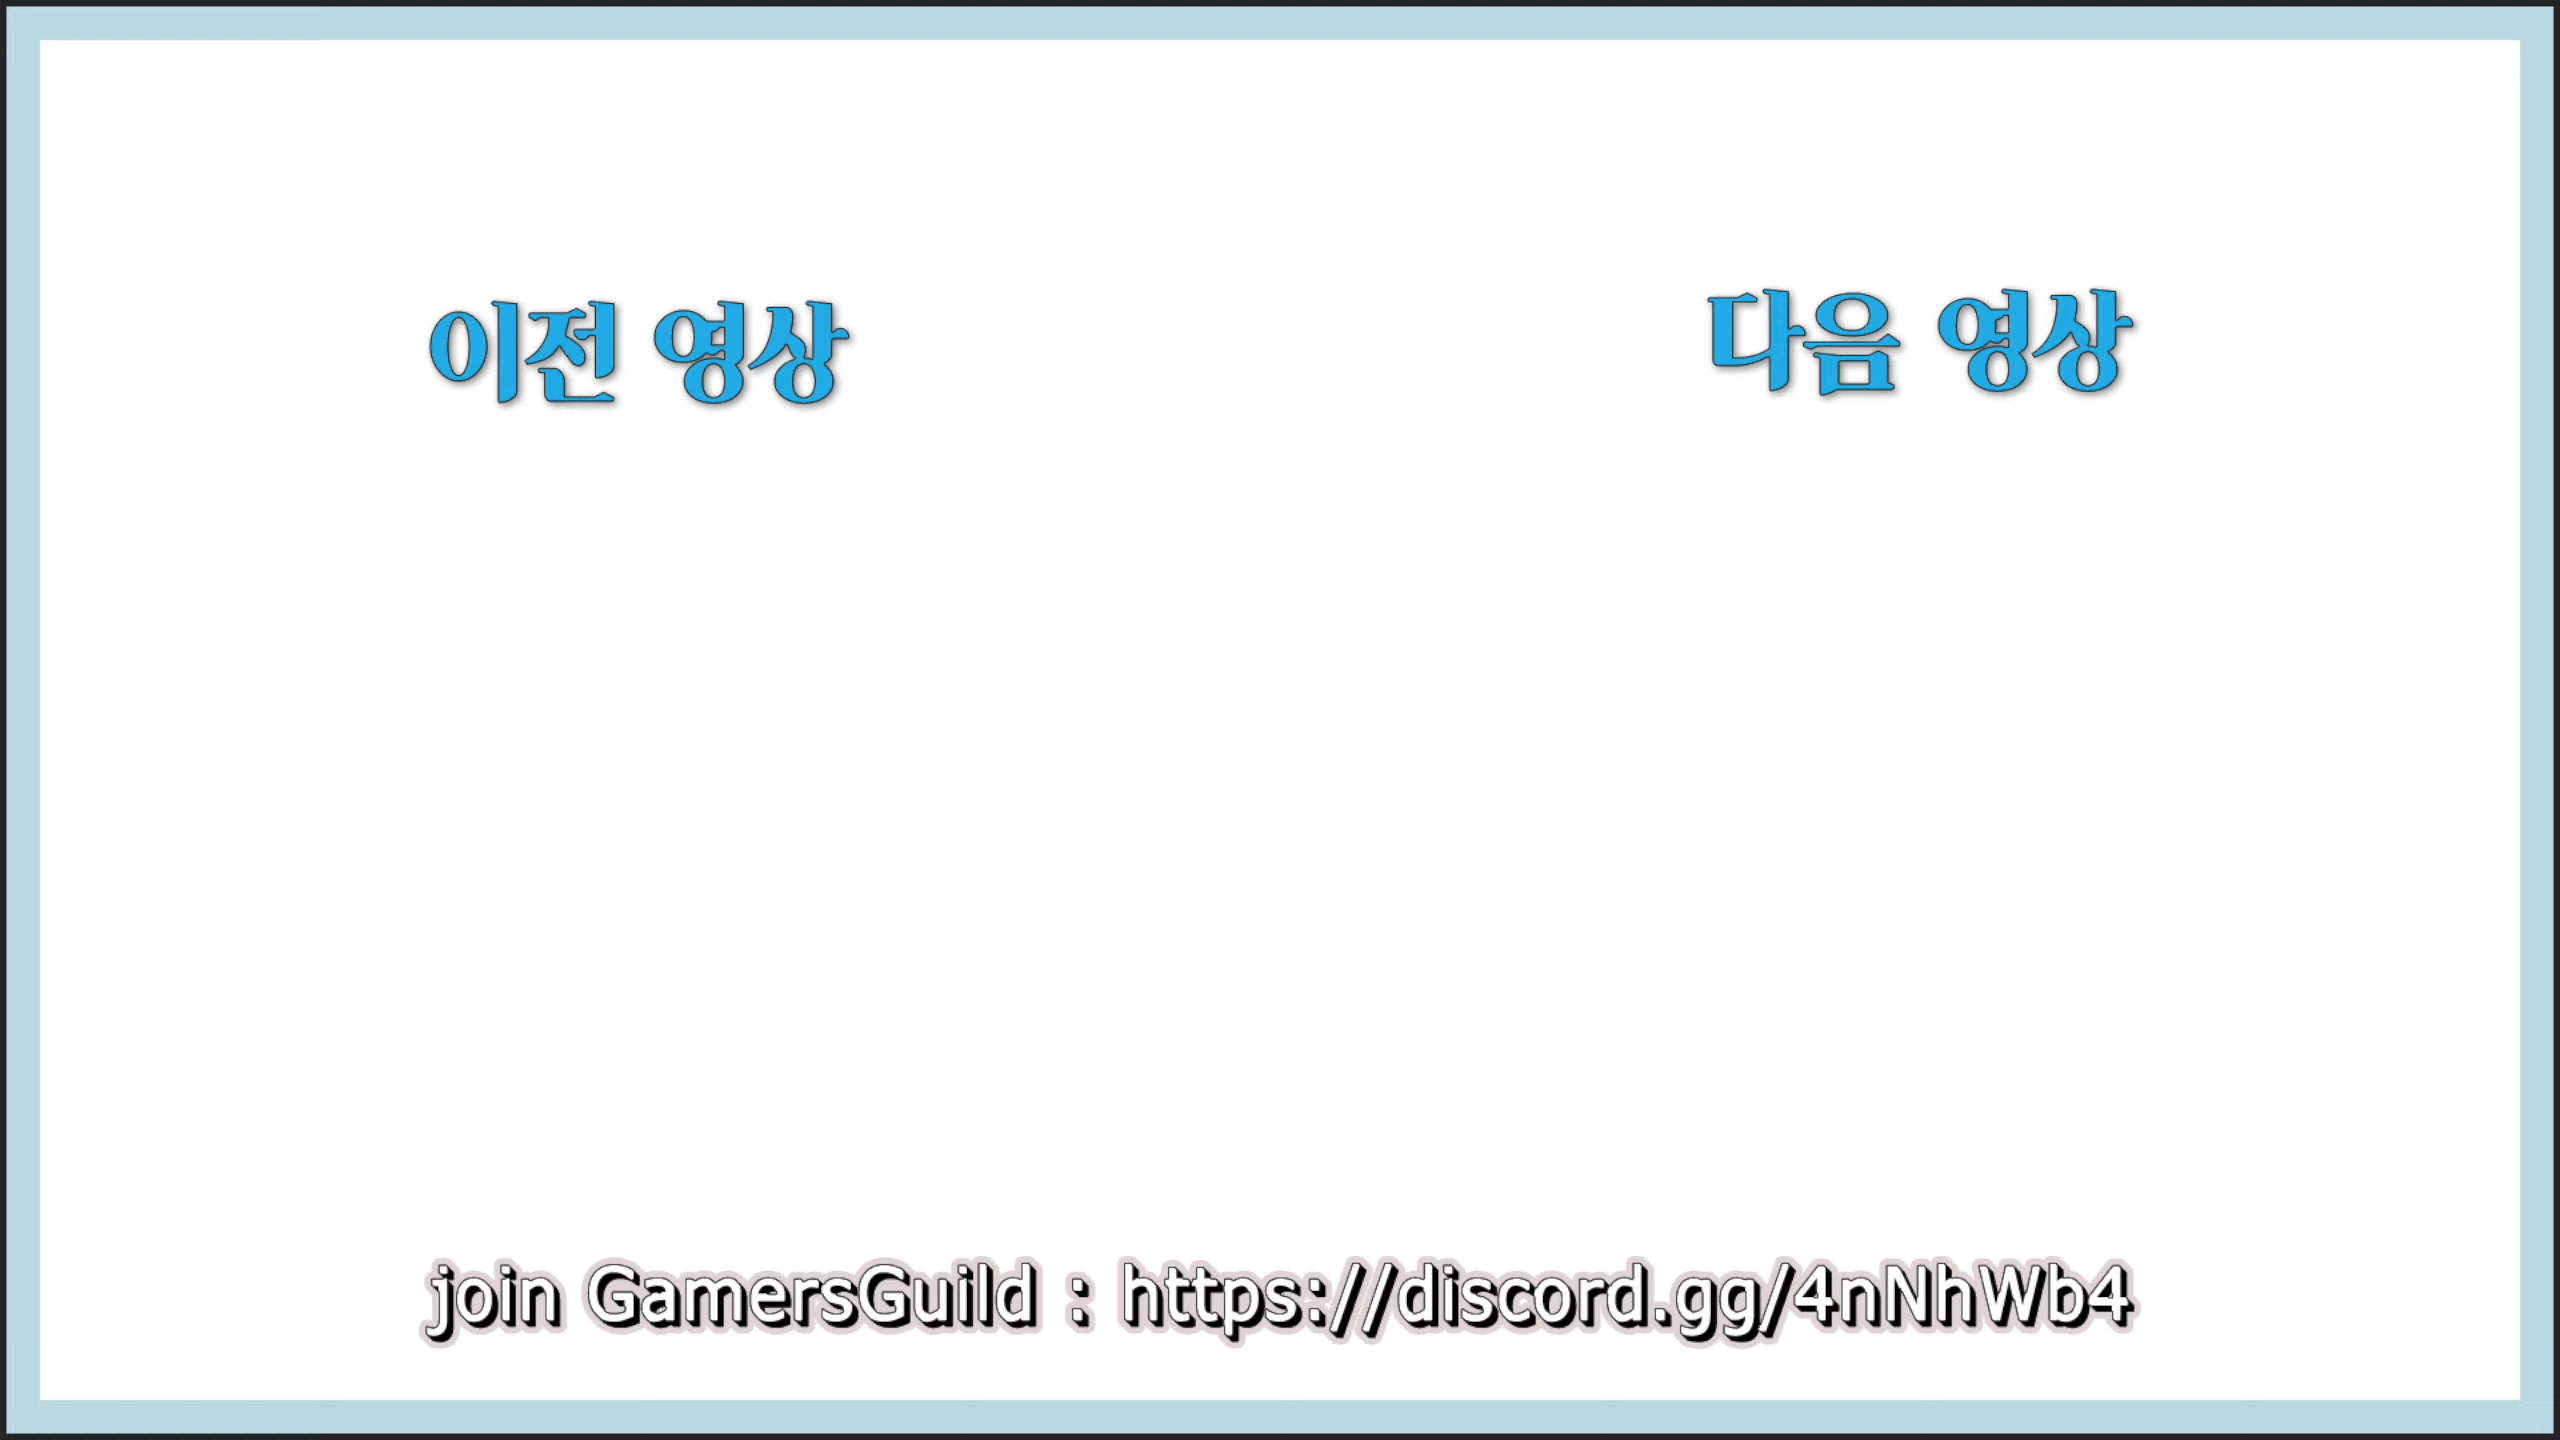 이전 영상
다음 영상
join GamersGuild : https://discord.gg/4nNhWb4